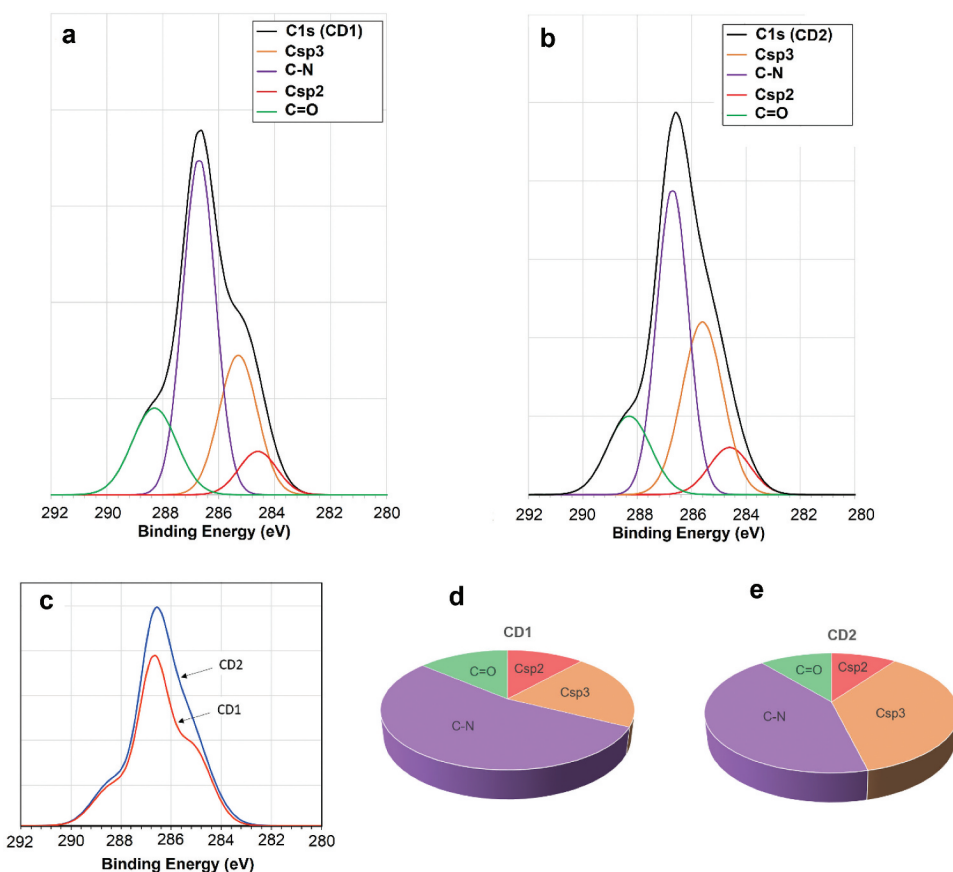 a
C1s (CD1)
Csp3
C-N
Csp2
C=O
292 290 288 286 284 282 280
Binding Energy (eV)
b
C1s (CD2)
Csp3
C-N
Csp2
C=O
292 290 288 286 284 282 280
Binding Energy (eV)
c
CD2
CD1
292 290 288 286 284 282 280
Binding Energy (eV)
d
CD1
C=O
Csp2
Csp3
C-N
e
CD2
C=O
Csp2
C-N
Csp3